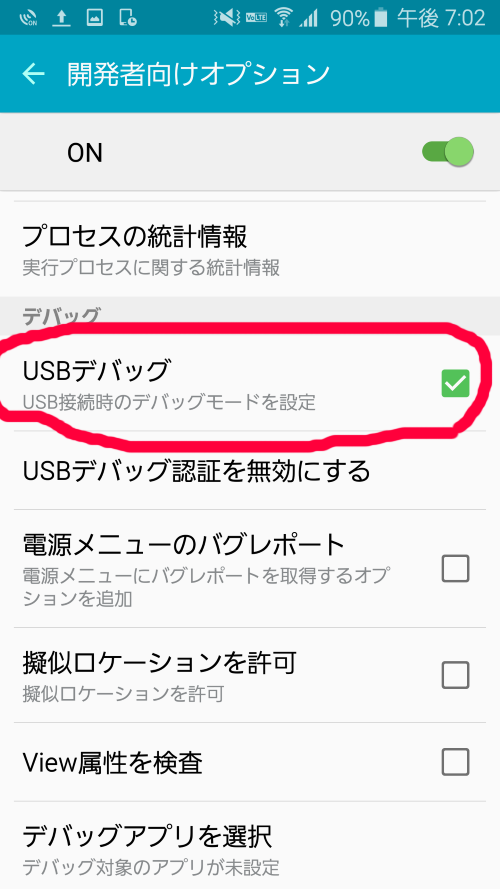 ON VoLTE 90% 午後 7:02
開発者向けオプション
ON
プロセスの統計情報
実行プロセスに関する統計情報
デバッグ
USBデバッグ
USB接続時のデバッグモードを設定
USBデバッグ認証を無効にする
電源メニューのバグレポート
電源メニューにバグレポートを取得するオプ
ションを追加
擬似ロケーションを許可
擬似ロケーションを許可
View属性を検査
デバッグアプリを選択
デバッグ対象のアプリが未設定